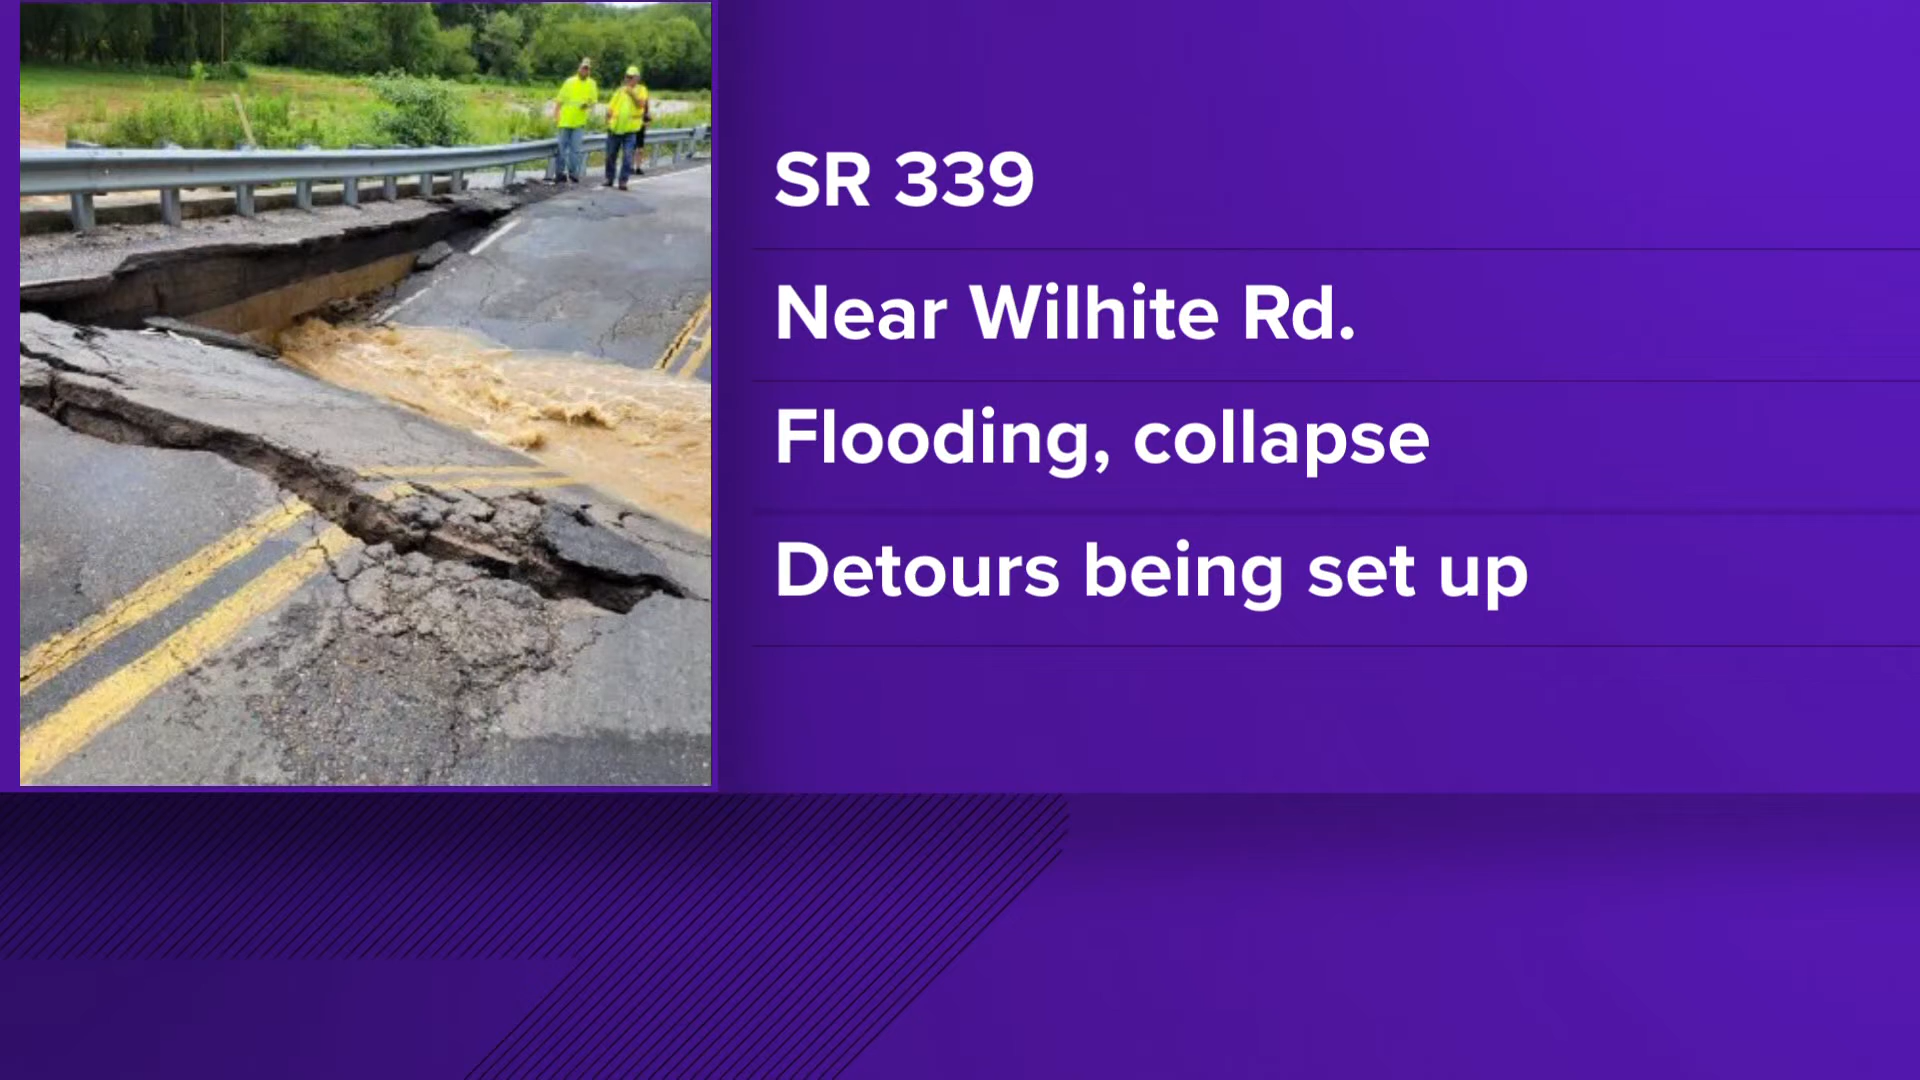 SR 339
Near Wilhite Rd.
Flooding, collapse
Detours being set up